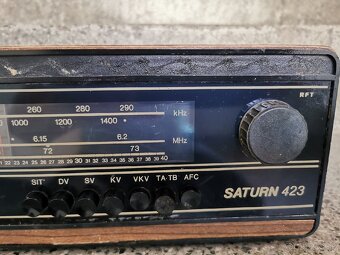 RFT
260 280 290 kHz
1000 1200 1400
6.15 6.2 MHz
72 73
22 23 24 25 26 27 28 29 30 31 32 33 34 35 36 37 38 39 40
SIT DV SV KV VKV TA-TB AFC
SATURN 423